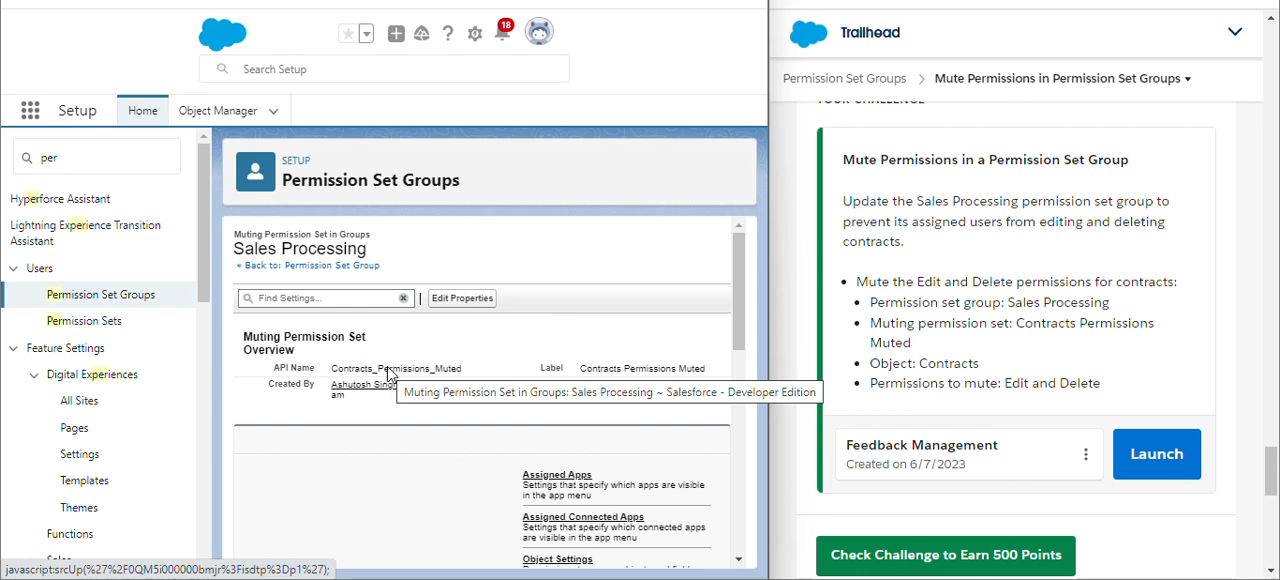 18
Search Setup
Setup
Home
Object Manager
per
Hyperforce Assistant
Lightning Experience Transition
Assistant
Users
Permission Set Groups
Permission Sets
Feature Settings
Digital Experiences
All Sites
Pages
Settings
Templates
Themes
Functions
Sales
javascript:srcUp(%27%2F0QM5i000000bmjr%3Fisdtp%3Dp1%27);
SETUP
Permission Set Groups
Muting Permission Set in Groups
Sales Processing
« Back to: Permission Set Group
Find Settings...
Edit Properties
Muting Permission Set
Overview
API Name Contracts_Permissions_Muted Label Contracts Permissions Muted
Created By Ashutosh Singh
am
Muting Permission Set in Groups: Sales Processing ~ Salesforce - Developer Edition
Assigned Apps
Settings that specify which apps are visible
in the app menu
Assigned Connected Apps
Settings that specify which connected apps
are visible in the app menu
Object Settings
Trailhead
Permission Set Groups > Mute Permissions in Permission Set Groups
YOUR CHALLENGE
Mute Permissions in a Permission Set Group
Update the Sales Processing permission set group to
prevent its assigned users from editing and deleting
contracts.
Mute the Edit and Delete permissions for contracts:
Permission set group: Sales Processing
Muting permission set: Contracts Permissions
Muted
Object: Contracts
Permissions to mute: Edit and Delete
Feedback Management
Created on 6/7/2023
Launch
Check Challenge to Earn 500 Points